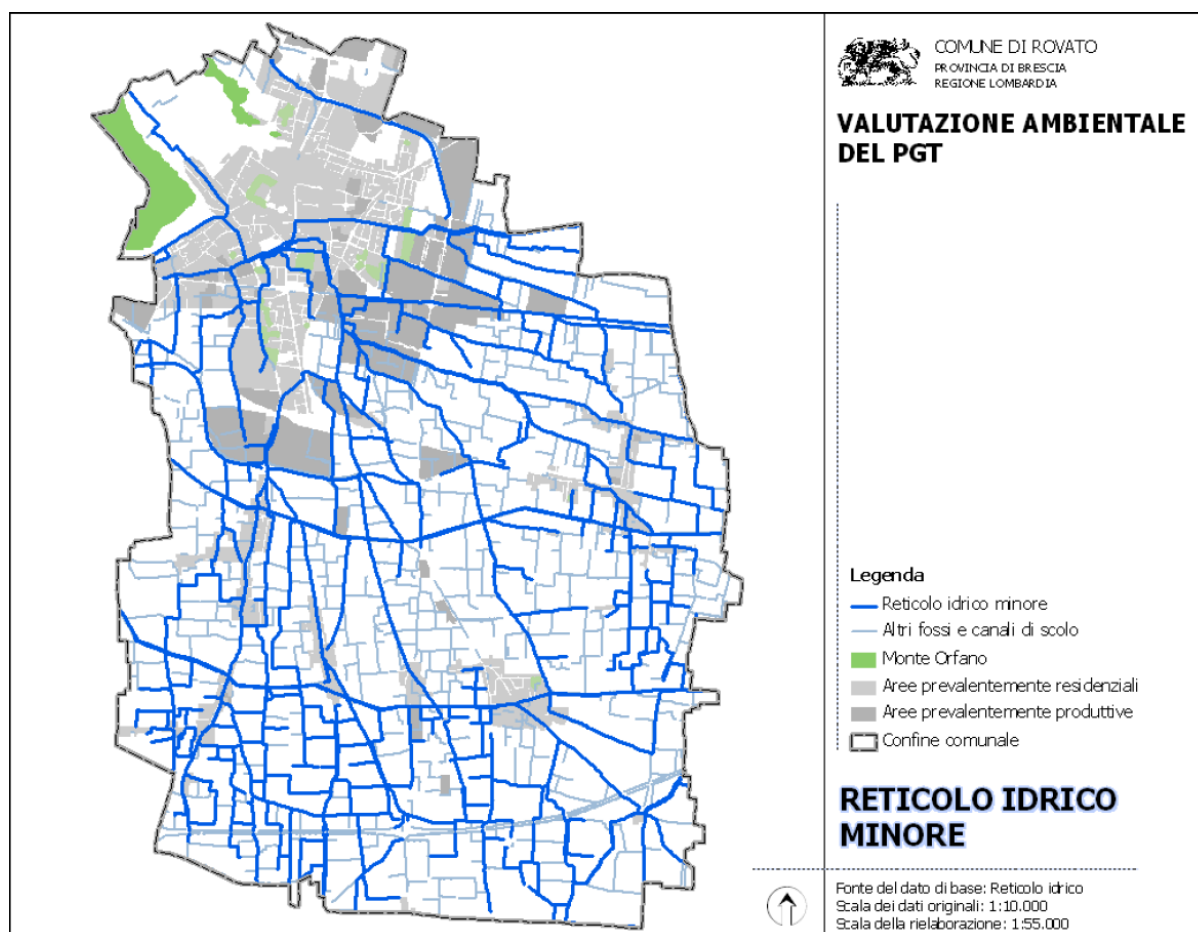 COMUNE DI ROVATO
PROVINCIA DI BRESCIA
REGIONE LOMBARDIA
VALUTAZIONE AMBIENTALE
DEL PGT
Legenda
Reticolo idrico minore
Altri fossi e canali di scolo
Monte Orfano
Aree prevalentemente residenziali
Aree prevalentemente produttive
Confine comunale
RETICOLO IDRICO
MINORE
Fonte del dato di base: Reticolo idrico
Scala dei dati originali: 1:10.000
Scala della rielaborazione: 1:55.000